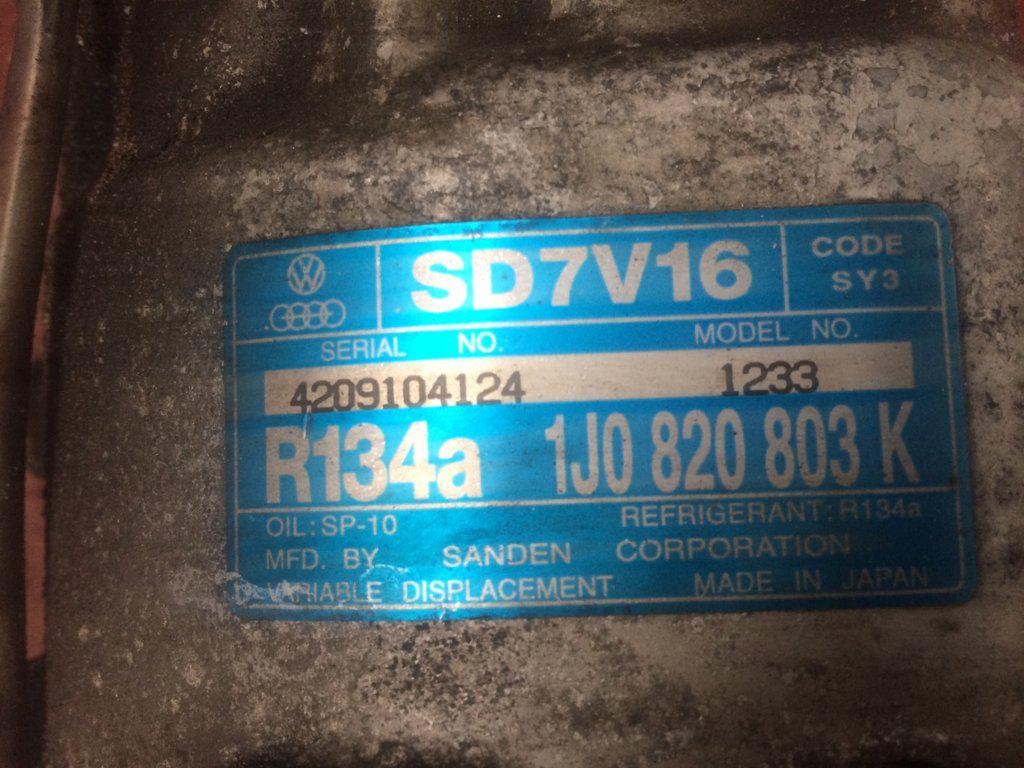 SD7V16
CODE
SY3
SERIAL NO. MODEL NO.
4209104124 1233
R134a 1J0 820 803 K
OIL: SP-10 REFRIGERANT: R134a
MFD. BY SANDEN CORPORATION
VARIABLE DISPLACEMENT MADE IN JAPAN